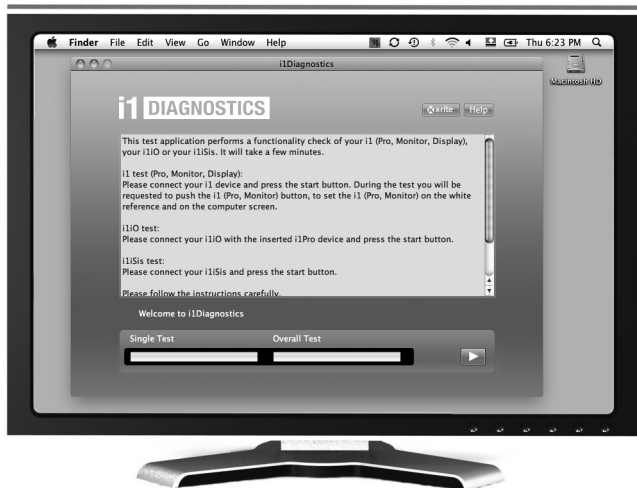 Finder File Edit View Go Window Help Thu 6:23 PM
i1Diagnostics
Macintosh HD
i1 DIAGNOSTICS
x·rite Help
This test application performs a functionality check of your i1 (Pro, Monitor, Display),
your i1iO or your i1iSis. It will take a few minutes.
i1 test (Pro, Monitor, Display):
Please connect your i1 device and press the start button. During the test you will be
requested to push the i1 (Pro, Monitor) button, to set the i1 (Pro, Monitor) on the white
reference and on the computer screen.
i1iO test:
Please connect your i1iO with the inserted i1Pro device and press the start button.
i1iSis test:
Please connect your i1iSis and press the start button.
Please follow the instructions carefully.
Welcome to i1Diagnostics
Single Test Overall Test